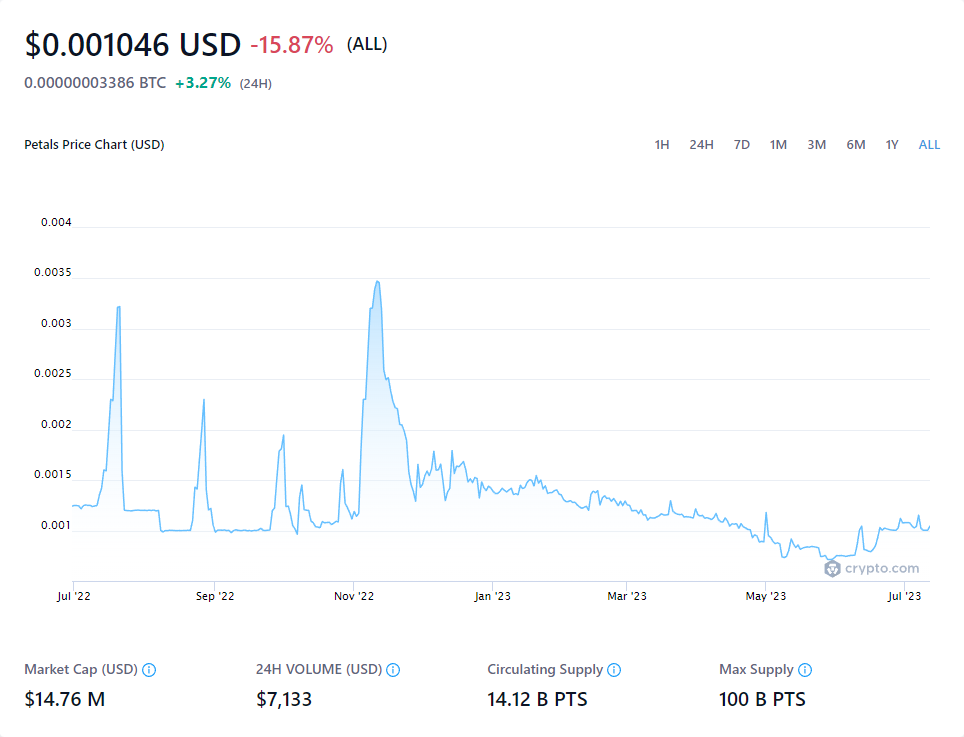 $0.001046 USD -15.87% (ALL)
0.00000003386 BTC +3.27% (24H)
Petals Price Chart (USD) 1H 24H 7D 1M 3M 6M 1Y ALL
0.004
0.0035
0.003
0.0025
0.002
0.0015
0.001
crypto.com
Jul '22 Sep '22 Nov '22 Jan '23 Mar '23 May '23 Jul '23
Market Cap (USD) 24H VOLUME (USD) Circulating Supply Max Supply
$14.76 M $7,133 14.12 B PTS 100 B PTS